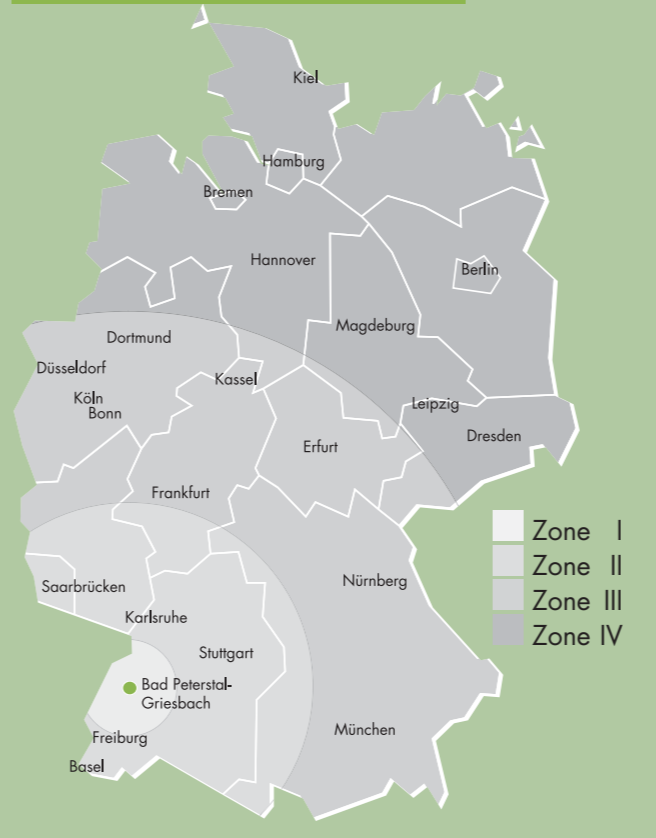 Kiel
Hamburg
Bremen
Hannover
Berlin
Magdeburg
Dortmund
Düsseldorf
Kassel
Köln
Bonn
Leipzig
Dresden
Erfurt
Frankfurt
Zone I
Zone II
Zone III
Zone IV
Nürnberg
Saarbrücken
Karlsruhe
Stuttgart
Bad Peterstal-
Griesbach
München
Freiburg
Basel